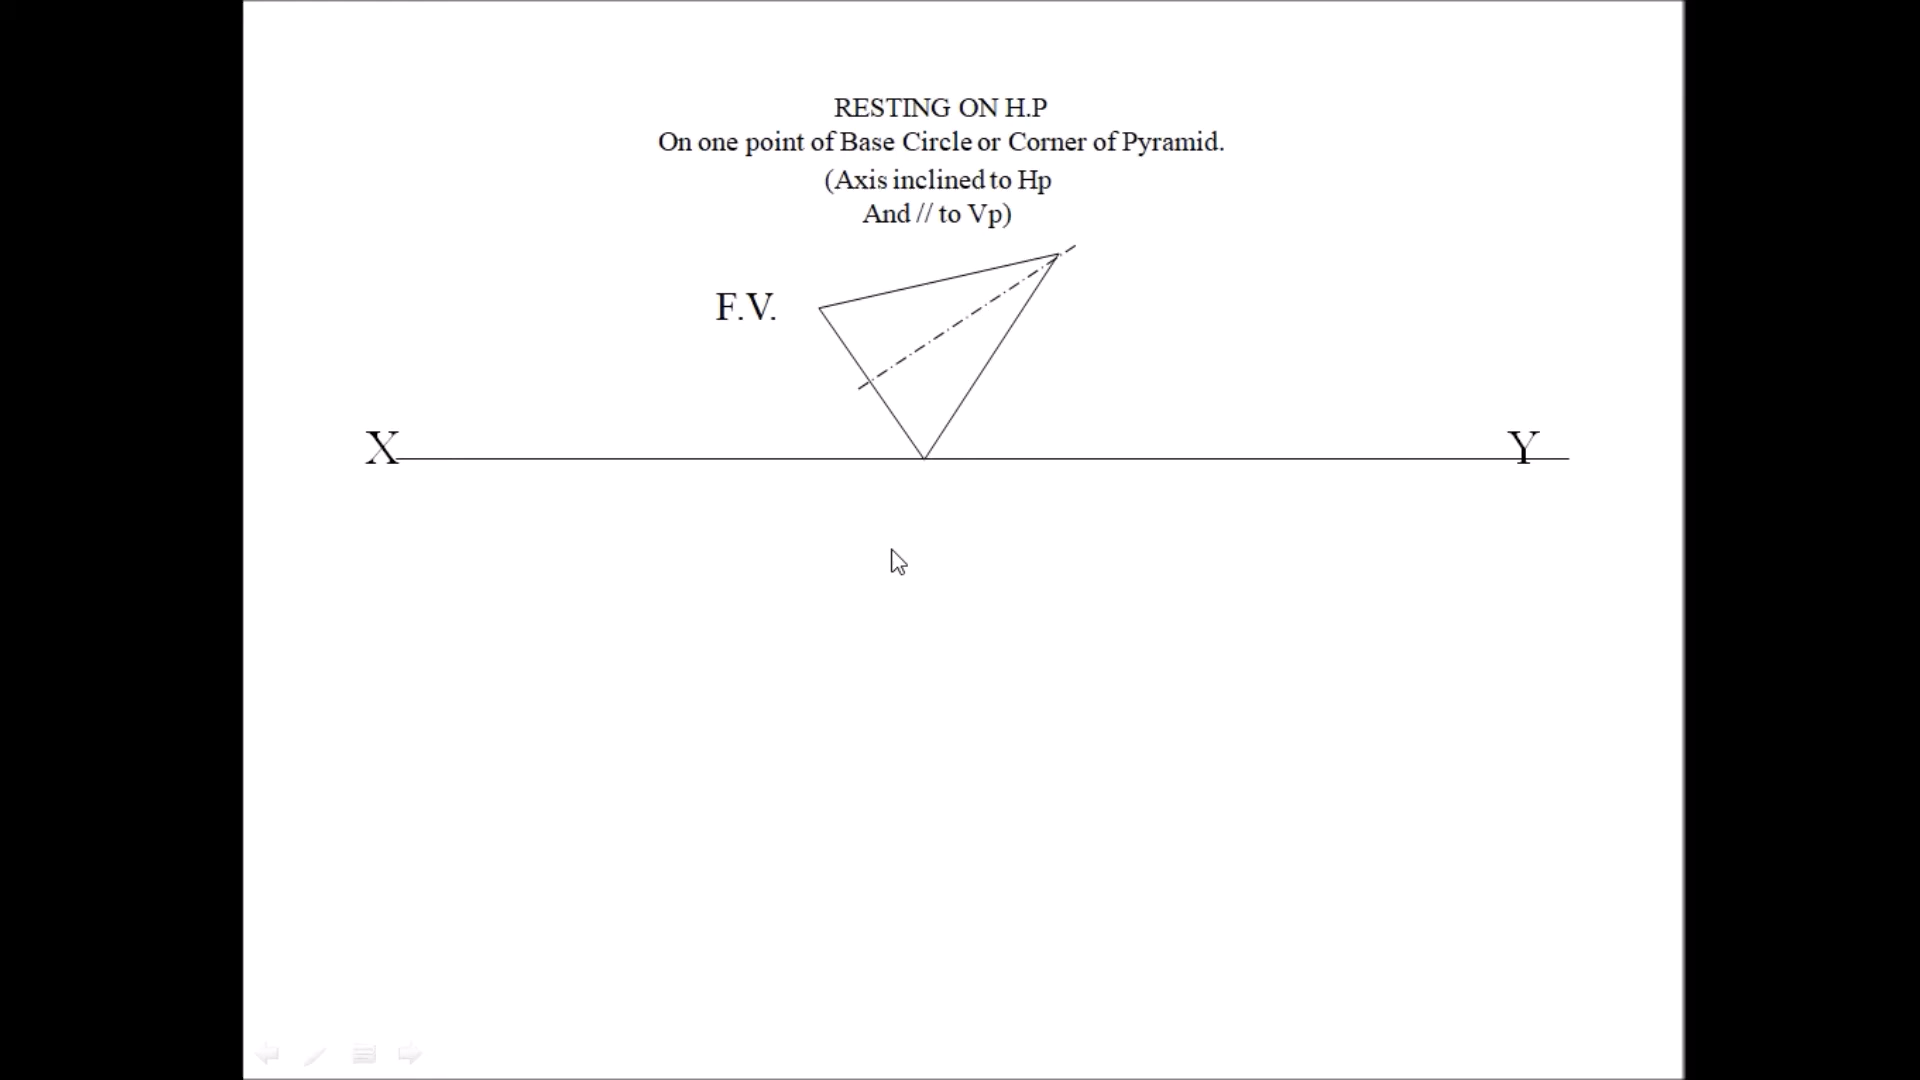 RESTING ON H.P
On one point of Base Circle or Corner of Pyramid.
(Axis inclined to Hp
And // to Vp)
F.V.
X
Y